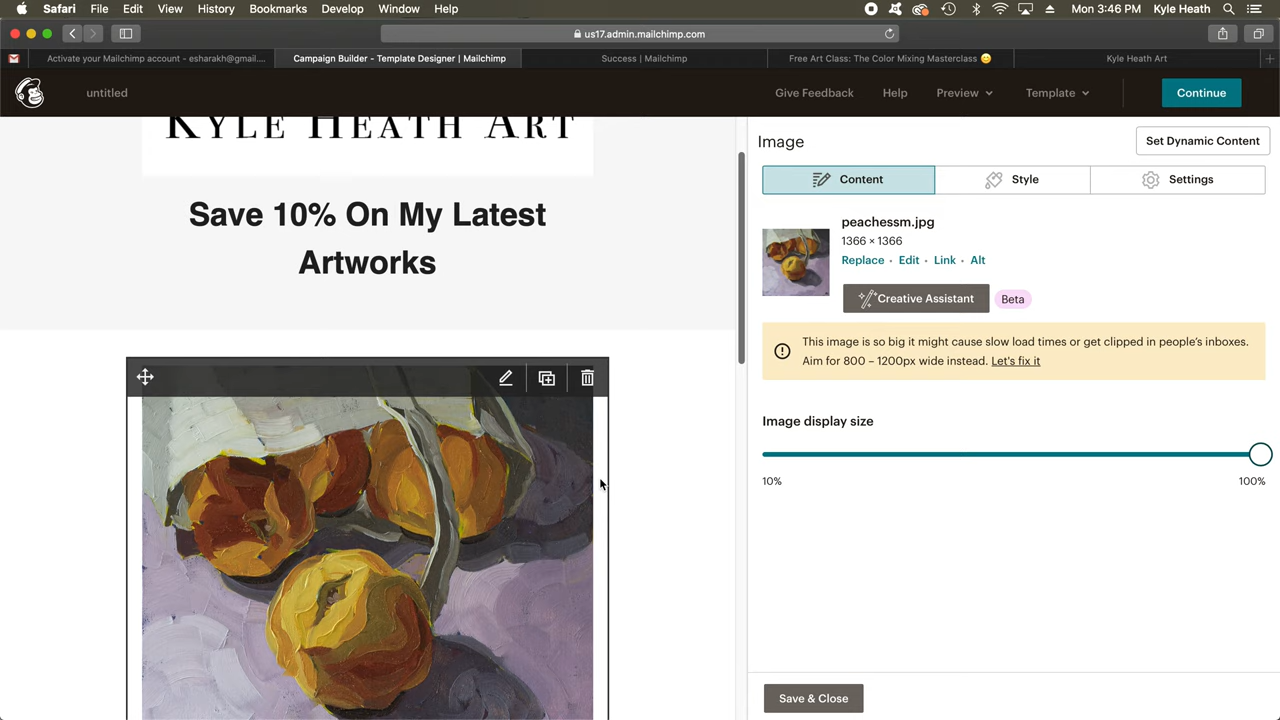 Safari File Edit View History Bookmarks Develop Window Help Mon 3:46 PM Kyle Heath
us17.admin.mailchimp.com
Activate your Mailchimp account - esharakh@gmail.... Campaign Builder - Template Designer | Mailchimp Success | Mailchimp Free Art Class: The Color Mixing Masterclass 😊 Kyle Heath Art
untitled Give Feedback Help Preview Template Continue
KYLE HEATH ART
Save 10% On My Latest
Artworks
Image Set Dynamic Content
Content Style Settings
peachessm.jpg
1366 × 1366
Replace · Edit · Link · Alt
Creative Assistant Beta
This image is so big it might cause slow load times or get clipped in people's inboxes.
Aim for 800 – 1200px wide instead. Let's fix it
Image display size
10% 100%
Save & Close